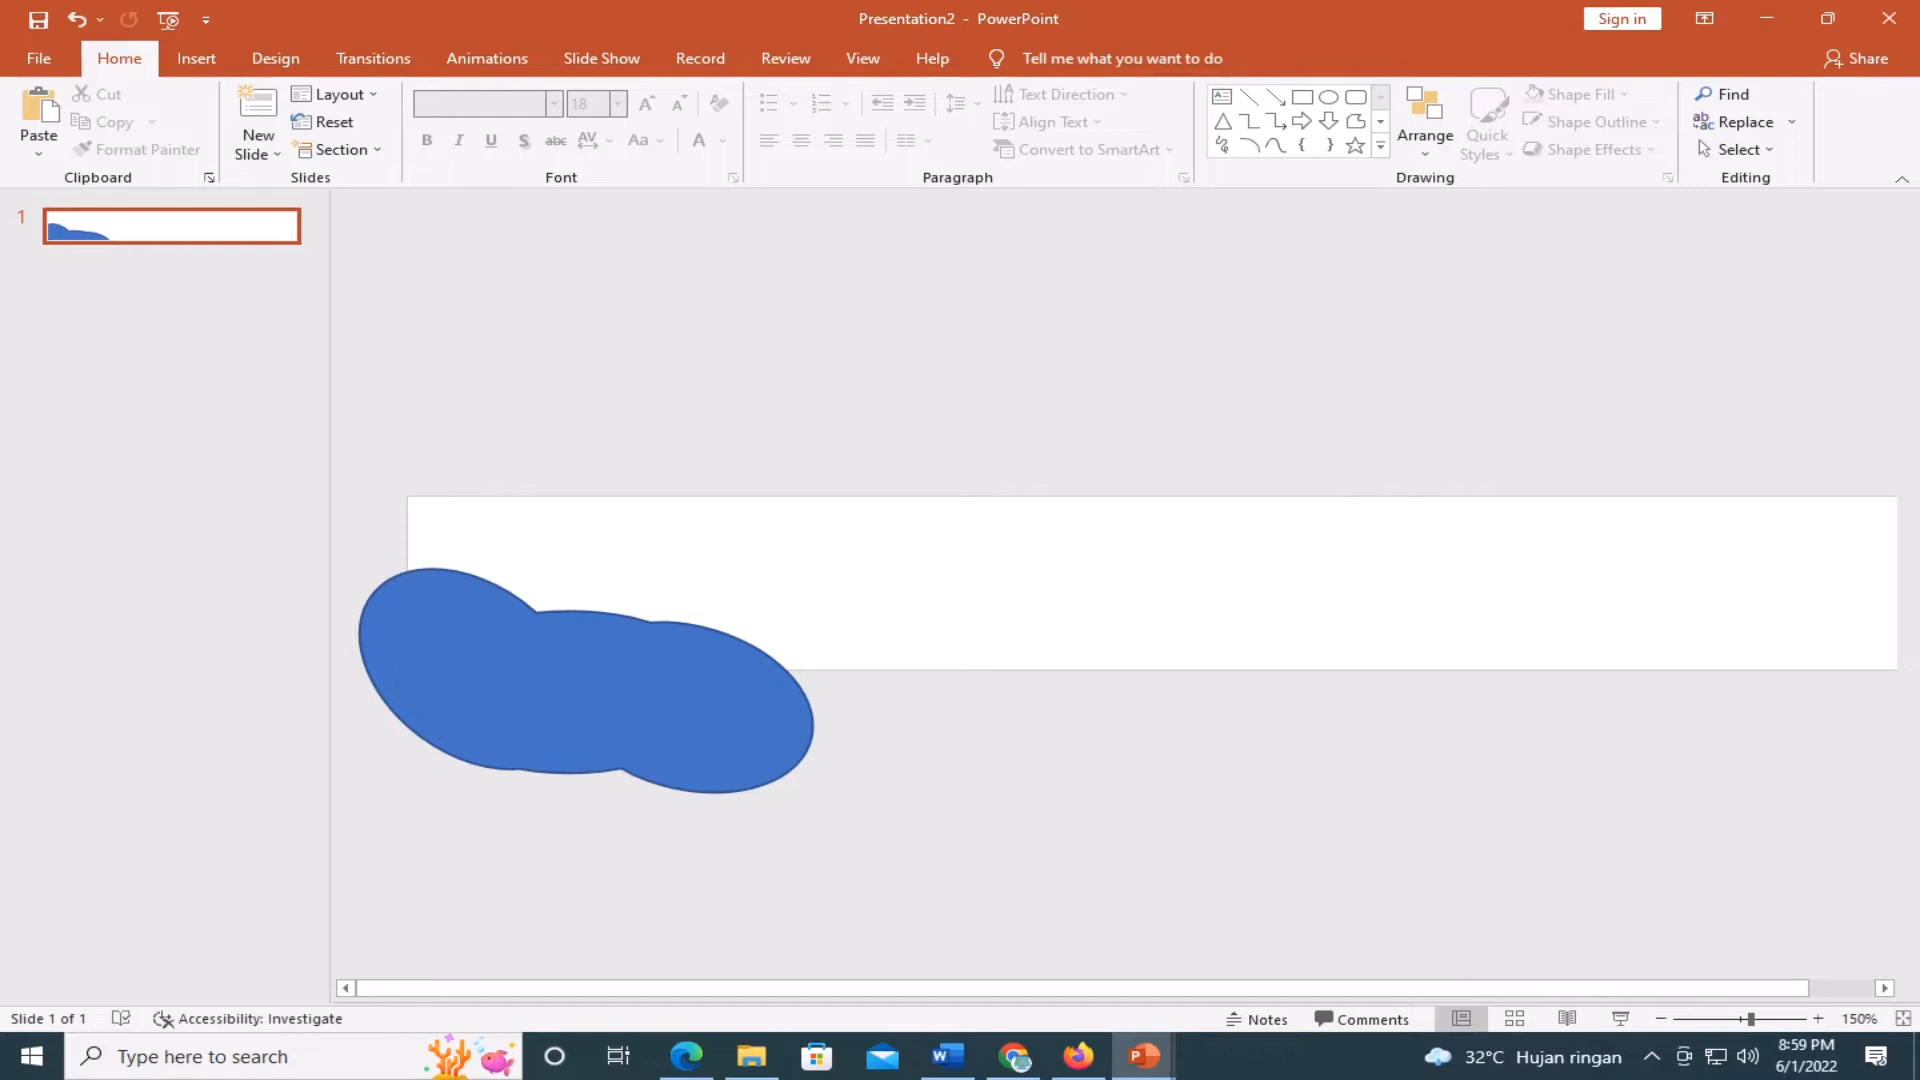 Presentation2 - PowerPoint
Sign in
File Home Insert Design Transitions Animations Slide Show Record Review View Help Tell me what you want to do Share
Paste
Cut
Copy
Format Painter
Clipboard
New Slide
Layout
Reset
Section
Slides
18
B I U S abc AV Aa A
Font
Text Direction
Align Text
Convert to SmartArt
Paragraph
Arrange
Quick Styles
Shape Fill
Shape Outline
Shape Effects
Drawing
Find
Replace
Select
Editing
1
Slide 1 of 1 Accessibility: Investigate Notes Comments 150%
Type here to search
32°C Hujan ringan
8:59 PM
6/1/2022